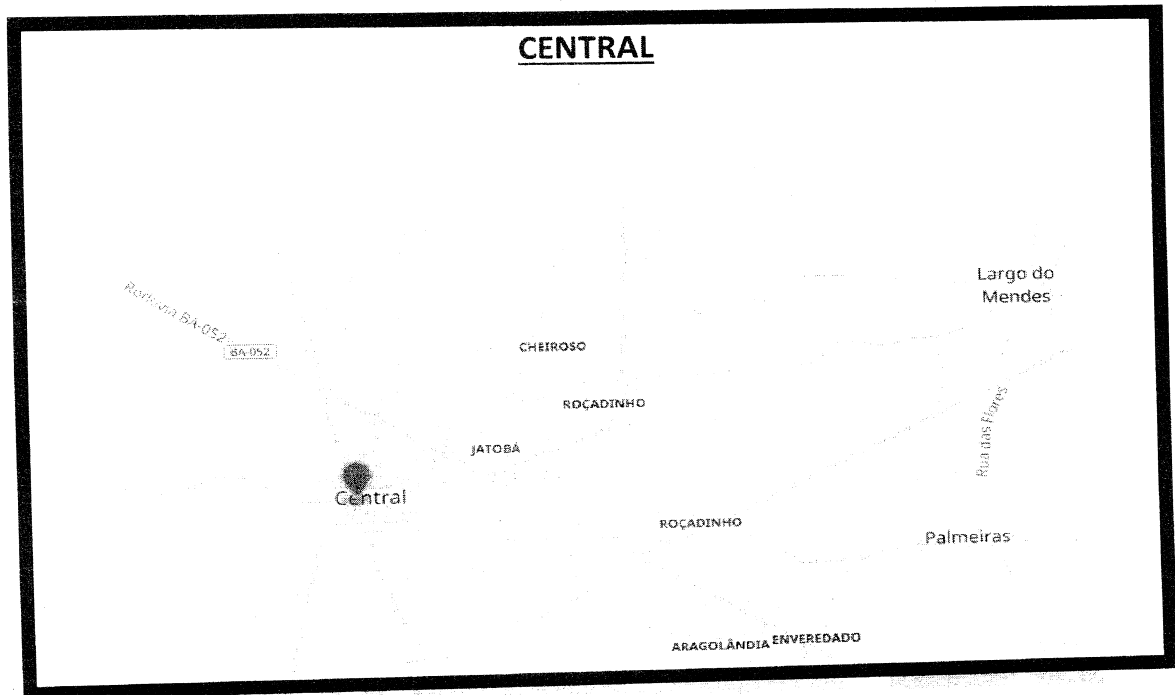 CENTRAL
Largo do
Mendes
Rodovia BA-052
BA-052
CHEIROSO
ROÇADINHO
Rua das Flores
JATOBÁ
Central
ROÇADINHO
Palmeiras
ARAGOLÂNDIA
ENVEREDADO